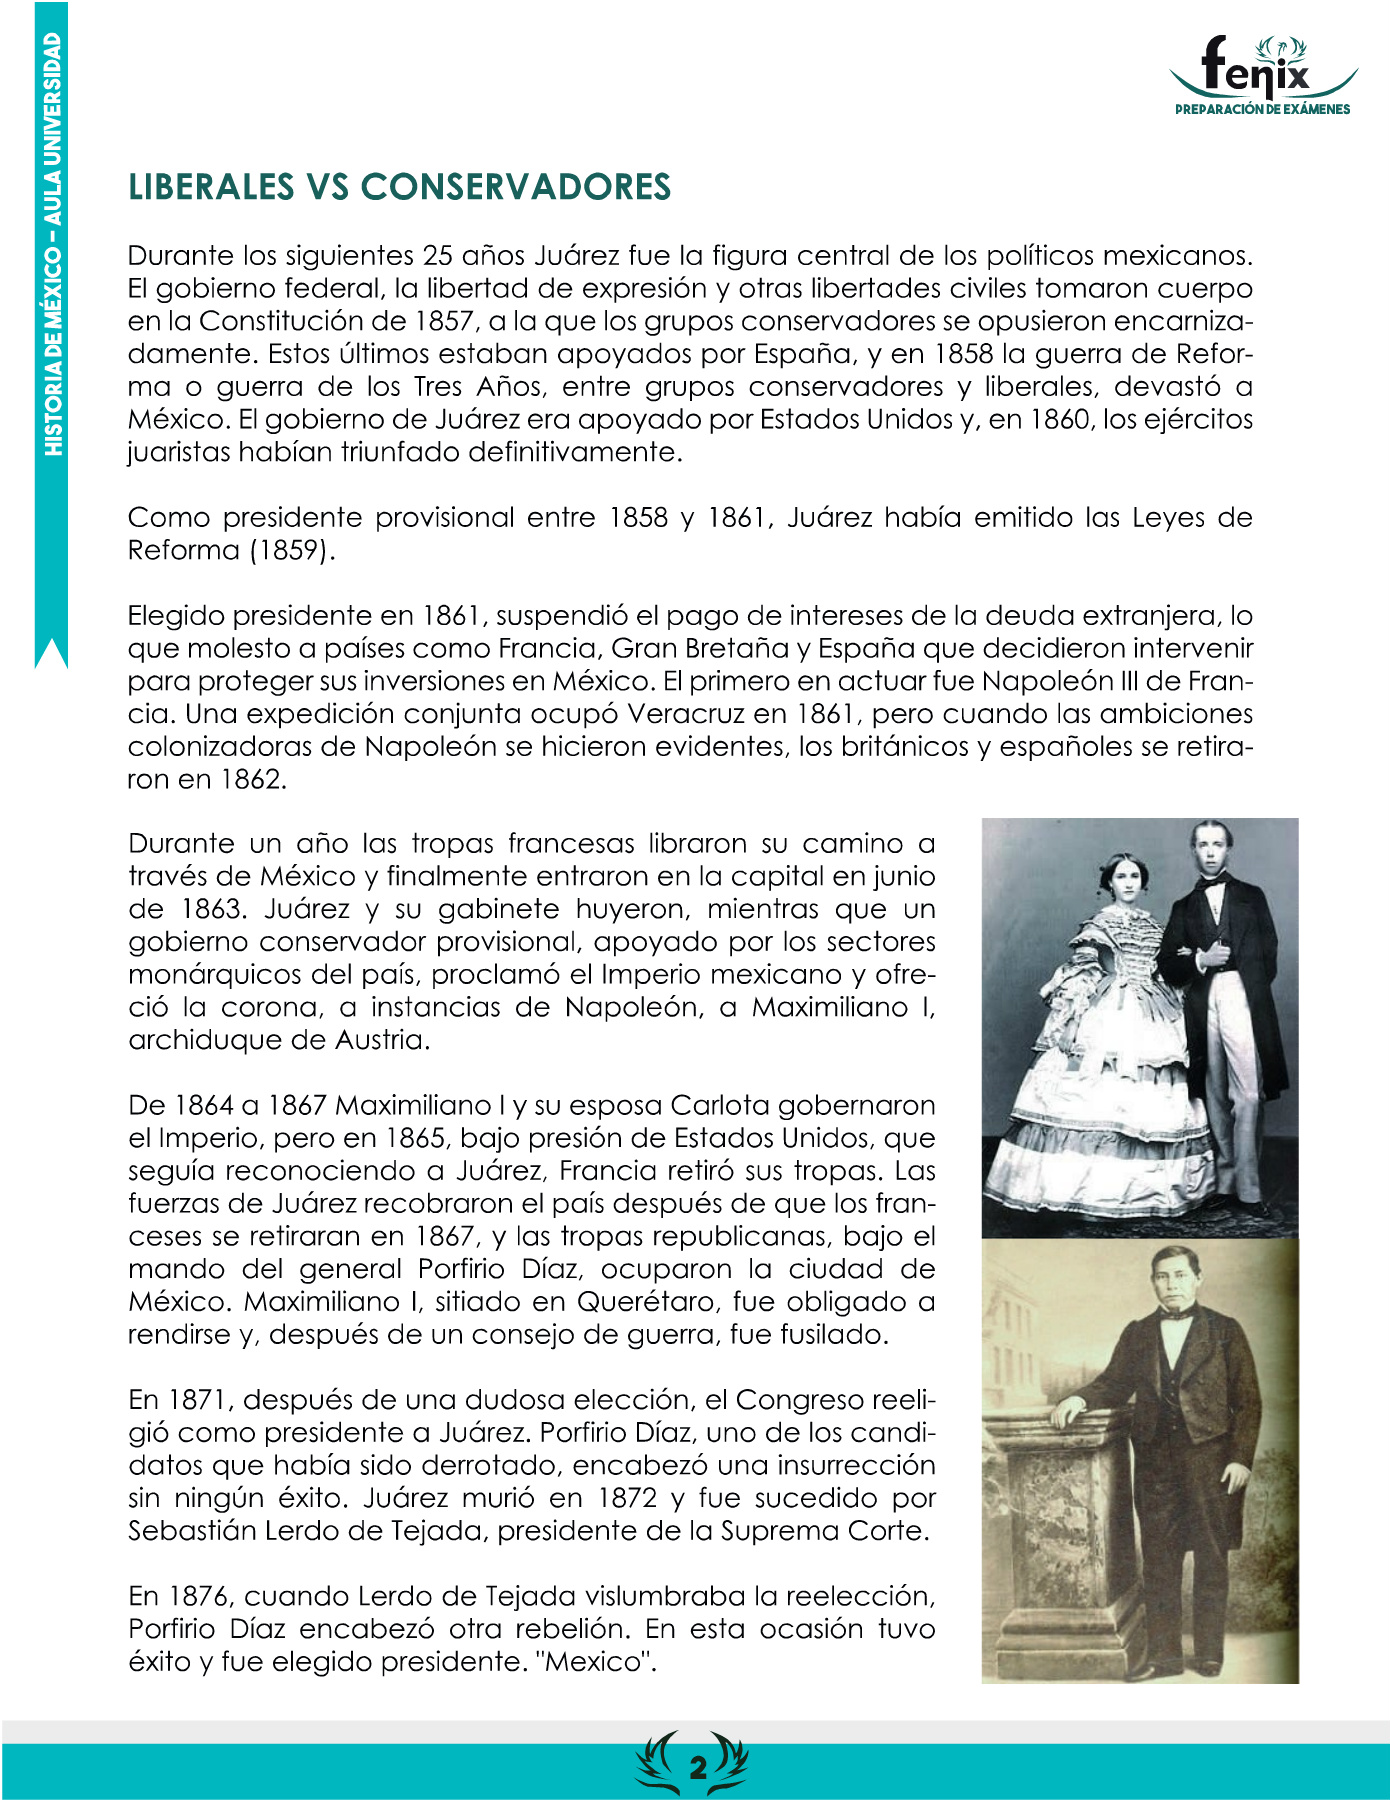 HISTORIA DE MÉXICO – AULA UNIVERSIDAD
fenix
PREPARACIÓN DE EXÁMENES
LIBERALES VS CONSERVADORES
Durante los siguientes 25 años Juárez fue la figura central de los políticos mexicanos.
El gobierno federal, la libertad de expresión y otras libertades civiles tomaron cuerpo
en la Constitución de 1857, a la que los grupos conservadores se opusieron encarniza-
damente. Estos últimos estaban apoyados por España, y en 1858 la guerra de Refor-
ma o guerra de los Tres Años, entre grupos conservadores y liberales, devastó a
México. El gobierno de Juárez era apoyado por Estados Unidos y, en 1860, los ejércitos
juaristas habían triunfado definitivamente.
Como presidente provisional entre 1858 y 1861, Juárez había emitido las Leyes de
Reforma (1859).
Elegido presidente en 1861, suspendió el pago de intereses de la deuda extranjera, lo
que molesto a países como Francia, Gran Bretaña y España que decidieron intervenir
para proteger sus inversiones en México. El primero en actuar fue Napoleón III de Fran-
cia. Una expedición conjunta ocupó Veracruz en 1861, pero cuando las ambiciones
colonizadoras de Napoleón se hicieron evidentes, los británicos y españoles se retira-
ron en 1862.
Durante un año las tropas francesas libraron su camino a
través de México y finalmente entraron en la capital en junio
de 1863. Juárez y su gabinete huyeron, mientras que un
gobierno conservador provisional, apoyado por los sectores
monárquicos del país, proclamó el Imperio mexicano y ofre-
ció la corona, a instancias de Napoleón, a Maximiliano I,
archiduque de Austria.
De 1864 a 1867 Maximiliano I y su esposa Carlota gobernaron
el Imperio, pero en 1865, bajo presión de Estados Unidos, que
seguía reconociendo a Juárez, Francia retiró sus tropas. Las
fuerzas de Juárez recobraron el país después de que los fran-
ceses se retiraran en 1867, y las tropas republicanas, bajo el
mando del general Porfirio Díaz, ocuparon la ciudad de
México. Maximiliano I, sitiado en Querétaro, fue obligado a
rendirse y, después de un consejo de guerra, fue fusilado.
En 1871, después de una dudosa elección, el Congreso reeli-
gió como presidente a Juárez. Porfirio Díaz, uno de los candi-
datos que había sido derrotado, encabezó una insurrección
sin ningún éxito. Juárez murió en 1872 y fue sucedido por
Sebastián Lerdo de Tejada, presidente de la Suprema Corte.
En 1876, cuando Lerdo de Tejada vislumbraba la reelección,
Porfirio Díaz encabezó otra rebelión. En esta ocasión tuvo
éxito y fue elegido presidente. "Mexico".
2